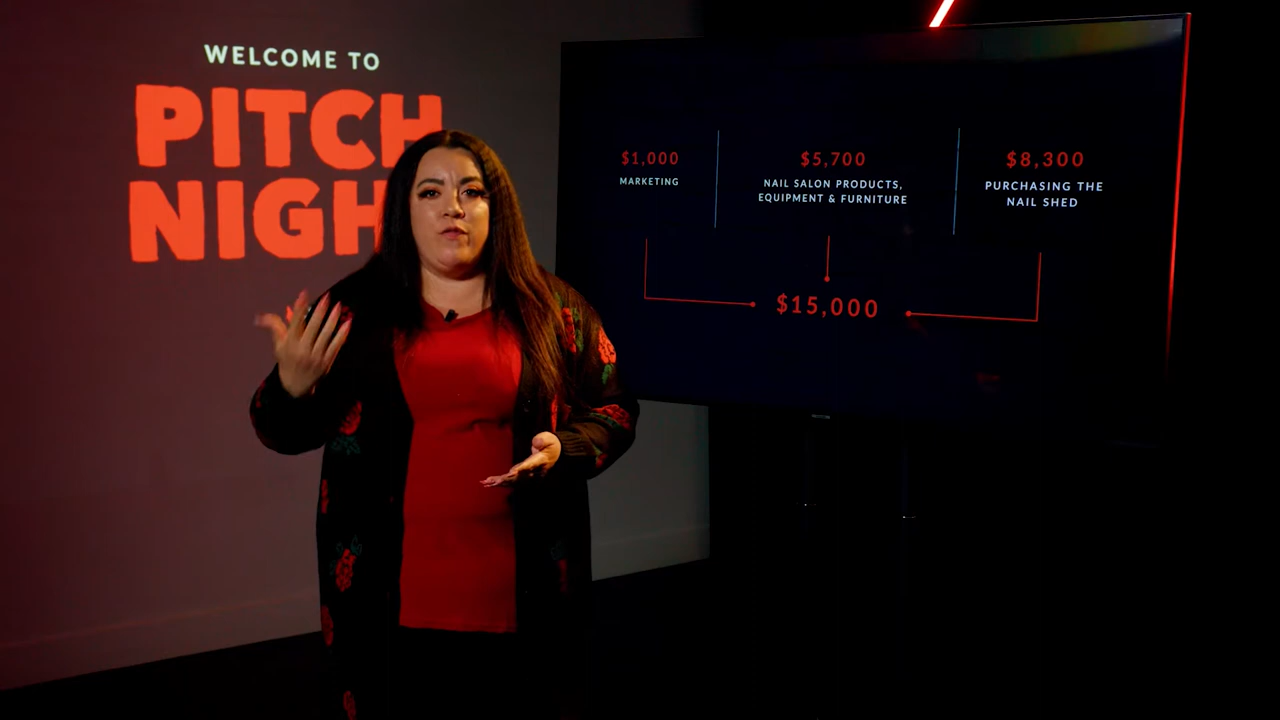 WELCOME TO
PITCH
NIGH
$1,000
MARKETING
$5,700
NAIL SALON PRODUCTS,
EQUIPMENT & FURNITURE
$8,300
PURCHASING THE
NAIL SHED
$15,000